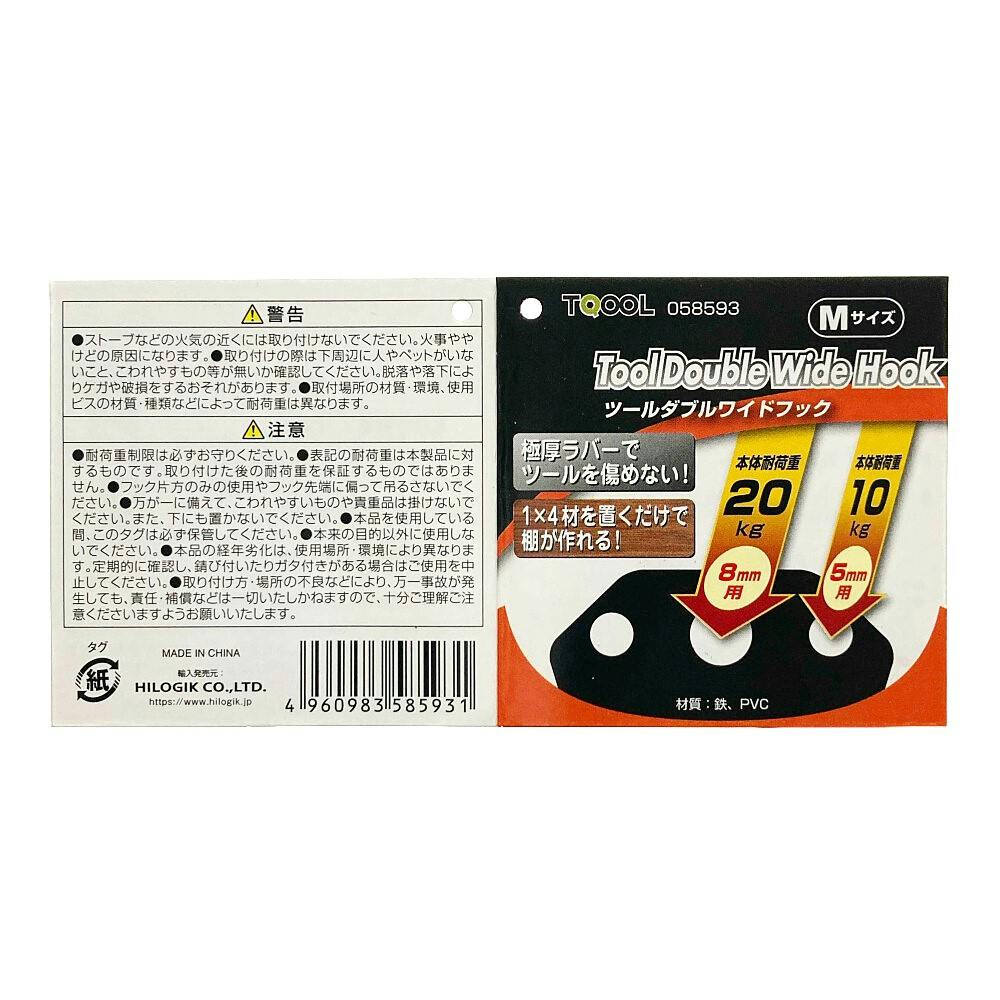 警告
●ストーブなどの火気の近くには取り付けないでください。火事やや
けどの原因になります。●取り付けの際は下周辺に人やペットがいな
いこと、こわれやすもの等が無いか確認してください。脱落や落下によ
りケガや破損をするおそれがあります。●取付場所の材質・環境、使用
ビスの材質・種類などによって耐荷重は異なります。
注意
●耐荷重制限は必ずお守りください。●表記の耐荷重は本製品に対
するものです。取り付けた後の耐荷重を保証するものではありま
せん。●フック片方のみの使用やフック先端に偏って吊るさないでく
ださい。●万が一に備えて、こわれやすいものや貴重品は掛けないで
ください。また、下にも置かないでください。●本品を使用している
間、このタグは必ず保管してください。●本来の目的以外に使用しな
いでください。●本品の経年劣化は、使用場所・環境により異なりま
す。定期的に確認し、錆び付いたりガタ付きがある場合はご使用を中
止してください。●取り付け方・場所の不良などにより、万一事故が発
生しても、責任・補償などは一切いたしかねますので、十分ご理解ご注
意くださいますようお願いいたします。
タグ
紙
MADE IN CHINA
輸入発売元：
HILOGIK CO.,LTD.
https://www.hilogik.jp
4 960983 585931
TQOOL 058593
Mサイズ
Tool Double Wide Hook
ツールダブルワイドフック
極厚ラバーで
ツールを傷めない！
1×4材を置くだけで
棚が作れる！
本体耐荷重
20
kg
8mm
用
本体耐荷重
10
kg
5mm
用
材質：鉄、PVC